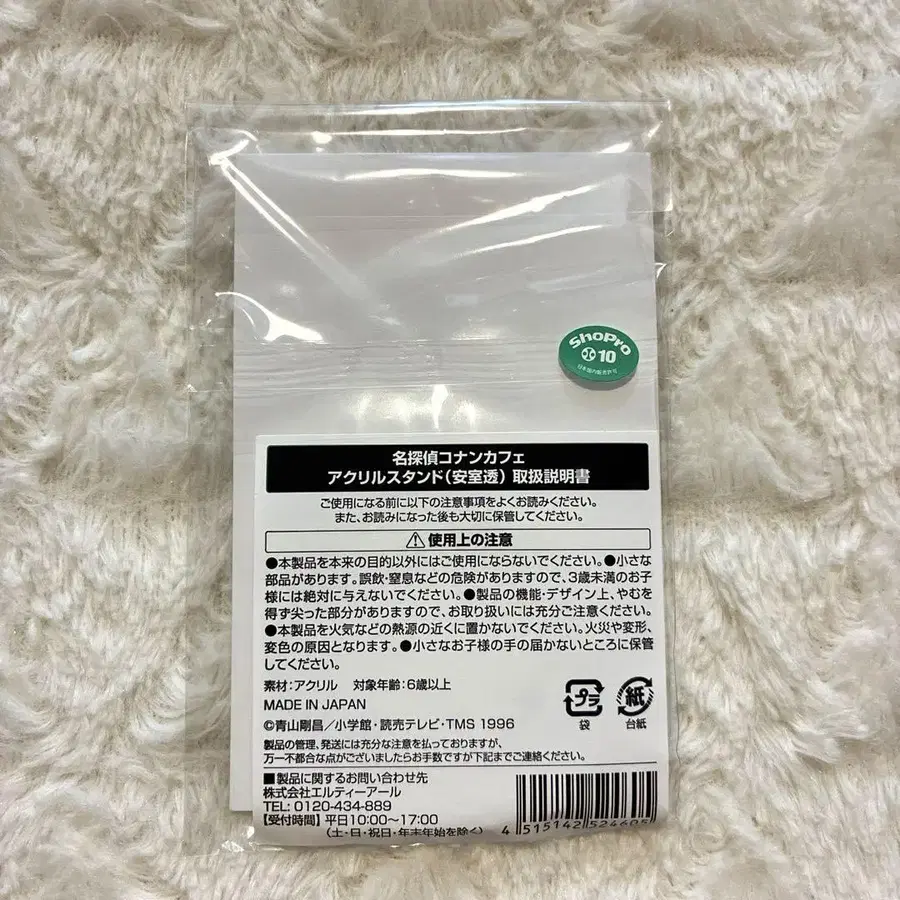 ShoPro
10
日本国内販売許可
名探偵コナンカフェ
アクリルスタンド(安室透) 取扱説明書
ご使用になる前に以下の注意事項をよくお読みください。
また、お読みになった後も大切に保管してください。
使用上の注意
●本製品を本来の目的以外にはご使用にならないでください。●小さな
部品があります。誤飲・窒息などの危険がありますので、3歳未満のお子
様には絶対に与えないでください。●製品の機能・デザイン上、やむを
得ず尖った部分がありますので、お取り扱いには充分ご注意ください。
●本製品を火気などの熱源の近くに置かないでください。火災や変形、
変色の原因となります。●小さなお子様の手の届かないところに保管
してください。
素材:アクリル 対象年齢:6歳以上
MADE IN JAPAN
プラ
袋
紙
台紙
©青山剛昌/小学館・読売テレビ・TMS 1996
製品の管理、発送には充分な注意を払っておりますが、
万一不都合な点がございましたらお手数ですが下記までご連絡ください。
■製品に関するお問い合わせ先
株式会社エルティーアール
TEL: 0120-434-889
【受付時間】平日10:00〜17:00
(土・日・祝日・年末年始を除く)
4 515142 524605